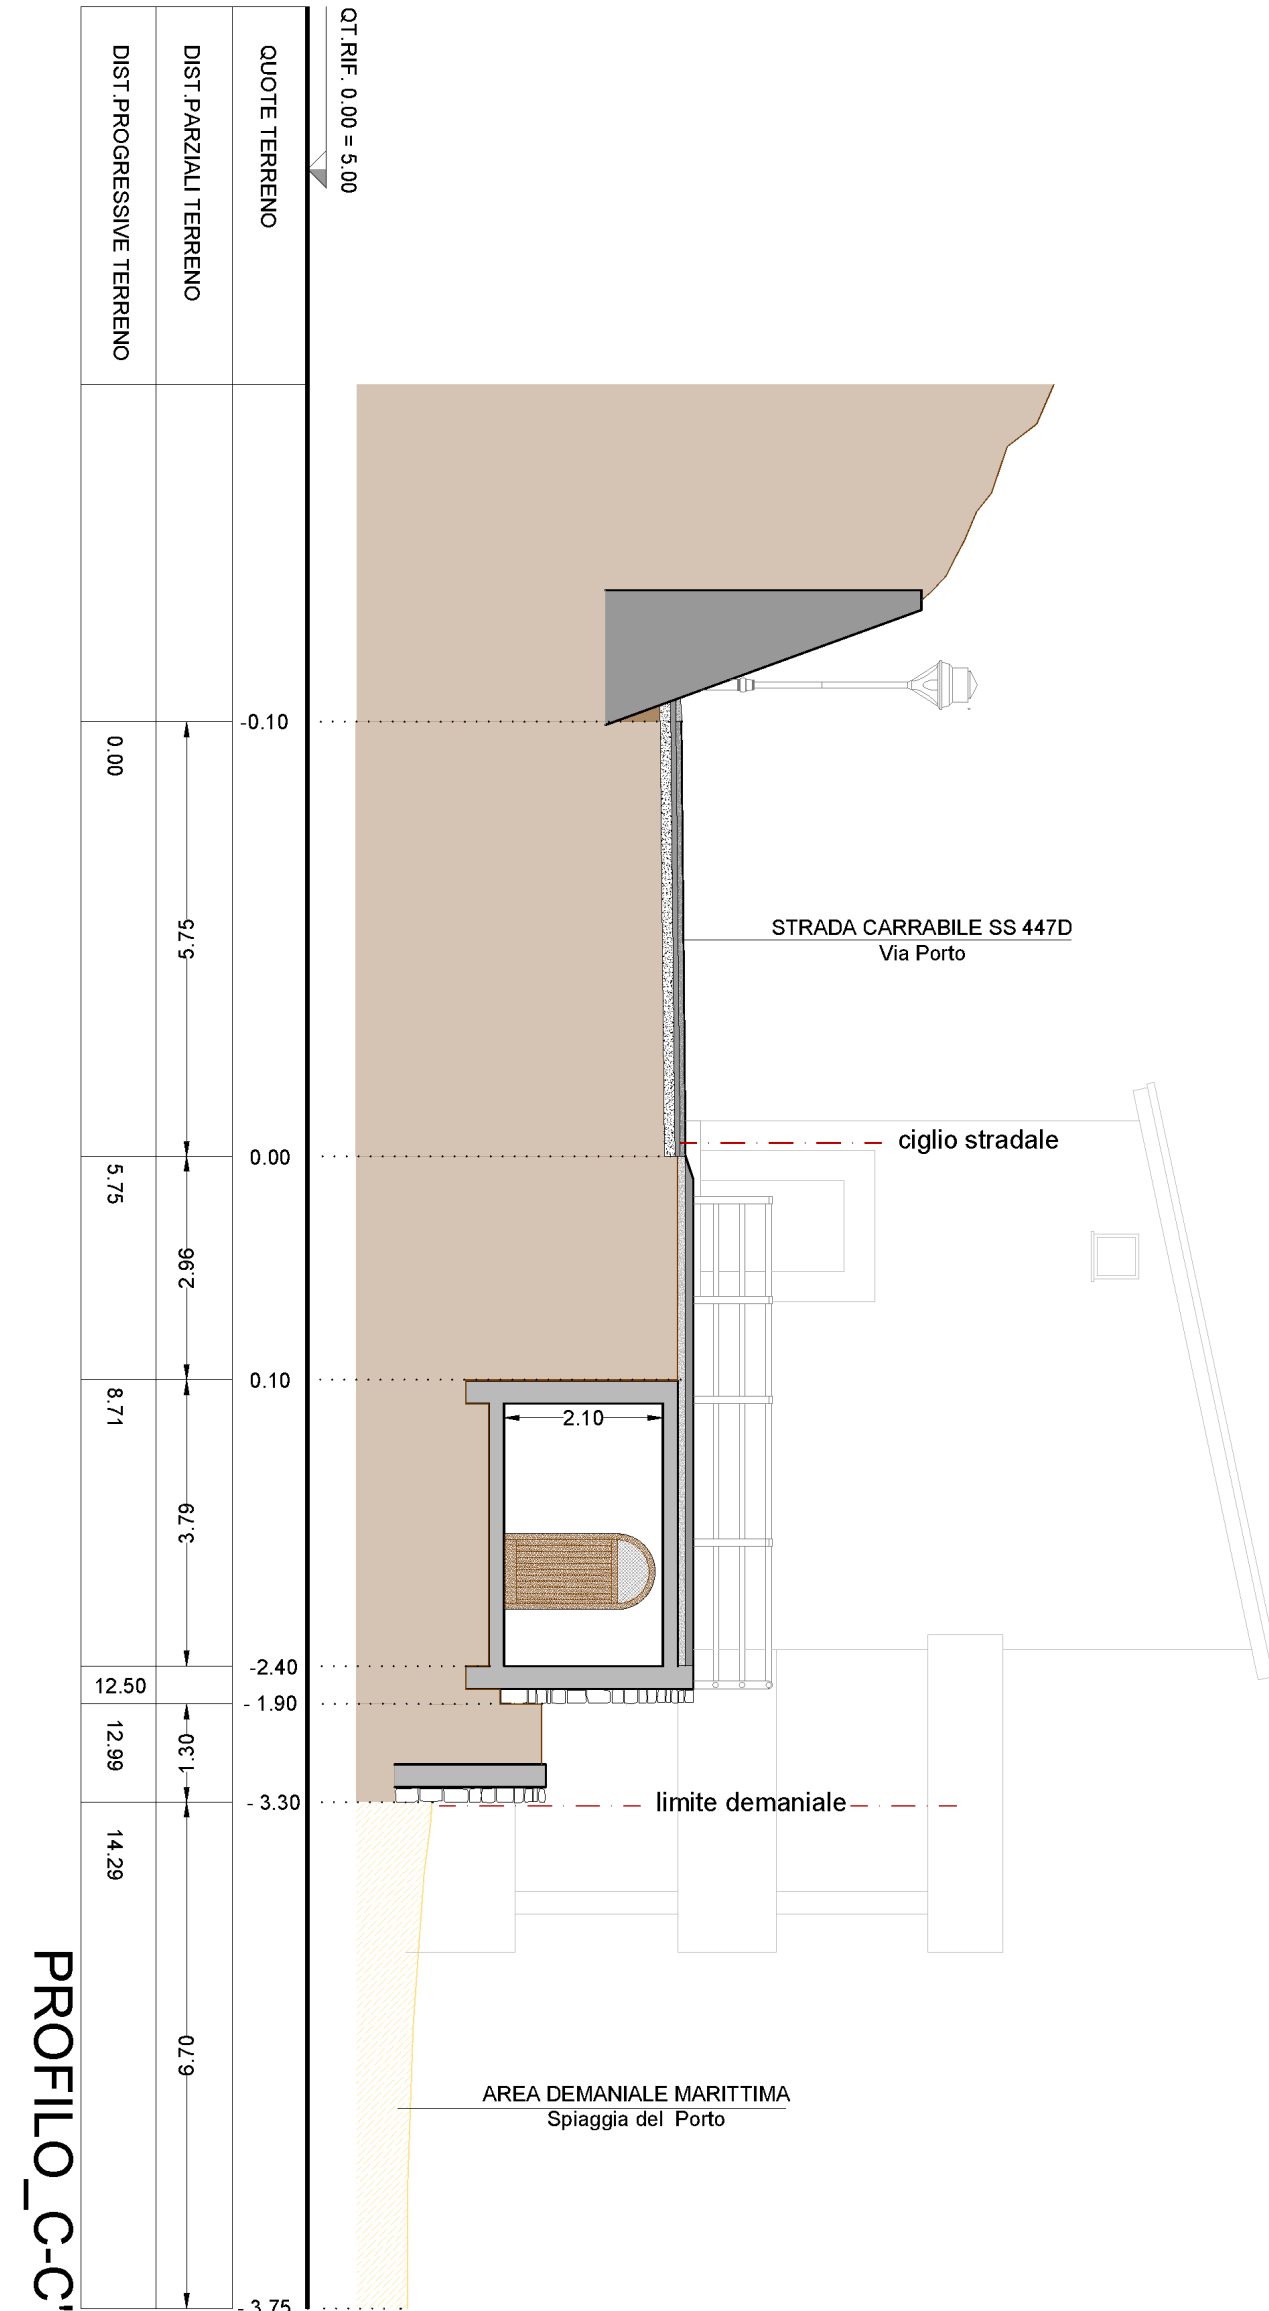 QT.RIF. 0.00 = 5.00
QUOTE TERRENO
DIST.PARZIALI TERRENO
DIST.PROGRESSIVE TERRENO
-0.10
0.00
5.75
STRADA CARRABILE SS 447D
Via Porto
ciglio stradale
0.00
5.75
2.96
0.10
8.71
2.10
3.79
-2.40
12.50
- 1.90
12.99
1.30
limite demaniale
- 3.30
14.29
6.70
AREA DEMANIALE MARITTIMA
Spiaggia del Porto
- 3.75
PROFILO_C-C'